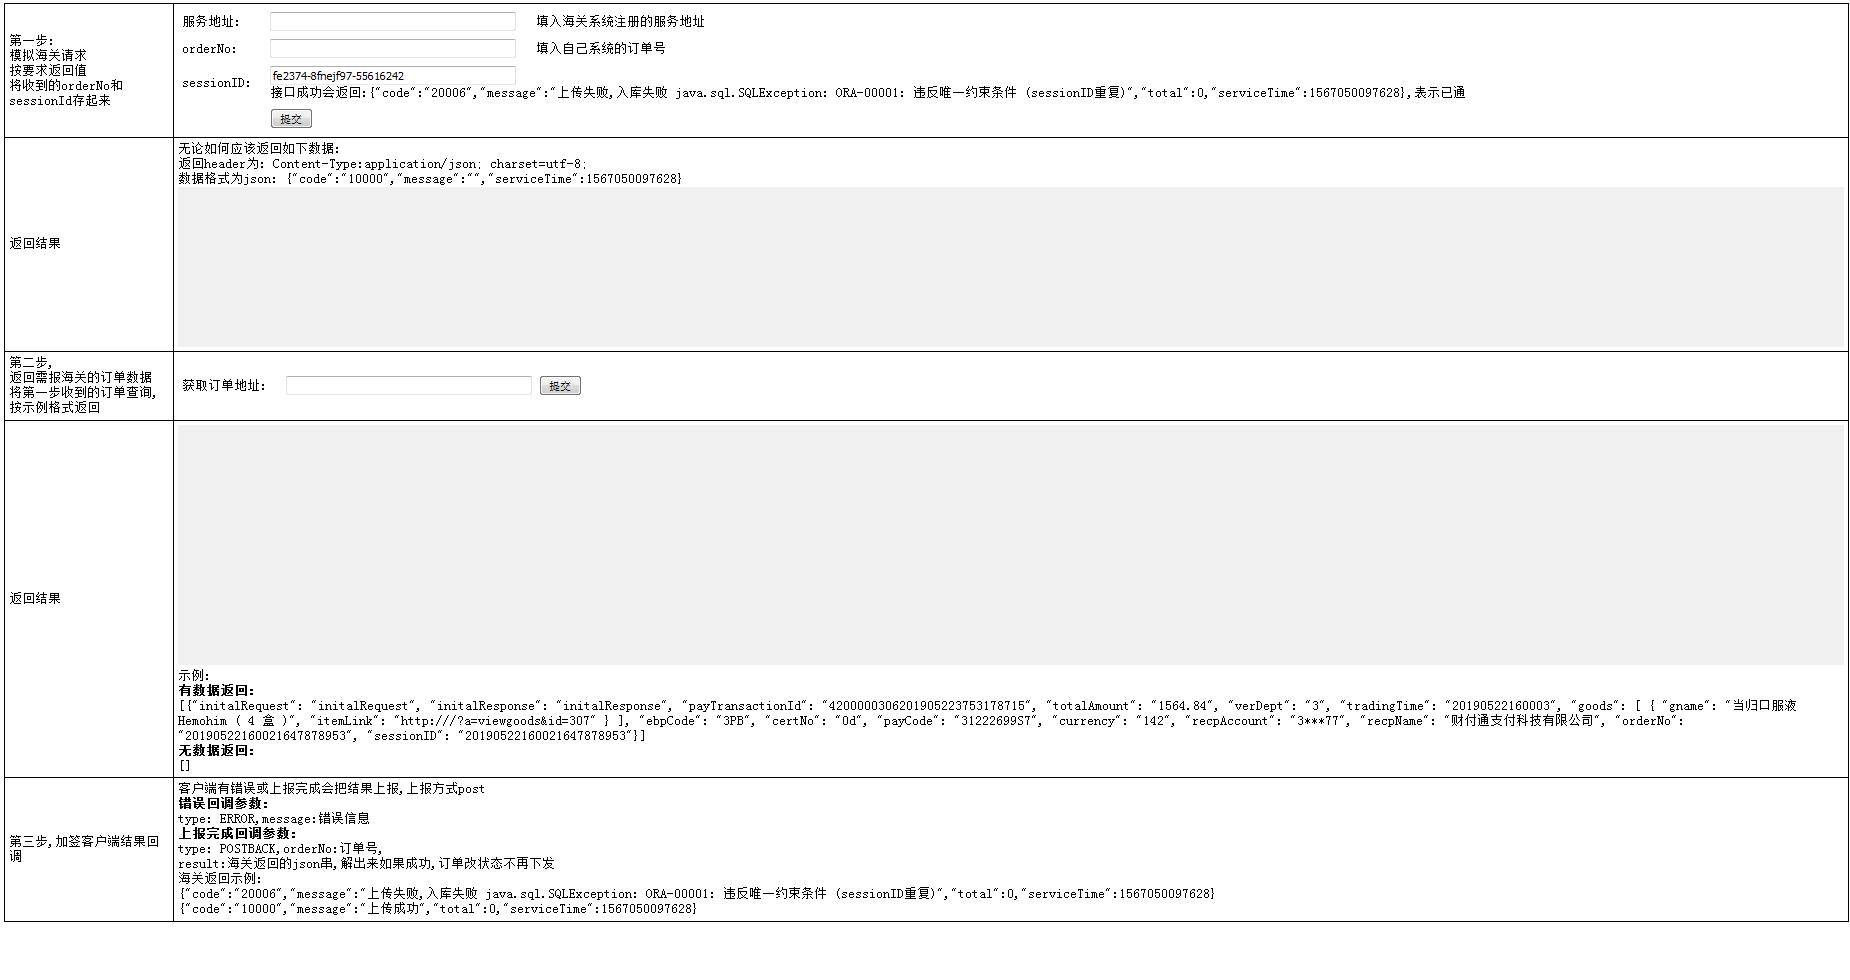 第一步:
模拟海关请求
按要求返回值
将收到的orderNo和
sessionId存起来
服务地址:
填入海关系统注册的服务地址
orderNo:
填入自己系统的订单号
sessionID:
fe2374-8fnejf97-55616242
接口成功会返回:{"code":"20006","message":"上传失败,入库失败 java.sql.SQLException: ORA-00001: 违反唯一约束条件 (sessionID重复)","total":0,"serviceTime":1567050097628},表示已通
提交
返回结果
无论如何应该返回如下数据:
返回header为: Content-Type:application/json; charset=utf-8;
数据格式为json: {"code":"10000","message":"","serviceTime":1567050097628}
第二步,
返回需报海关的订单数据
将第一步收到的订单查询,
按示例格式返回
获取订单地址:
提交
返回结果
示例:
有数据返回:
[{"initalRequest": "initalRequest", "initalResponse": "initalResponse", "payTransactionId": "4200000306201905223753178715", "totalAmount": "1564.84", "verDept": "3", "tradingTime": "20190522160003", "goods": [ { "gname": "当归口服液
Hemohim ( 4 盒 )", "itemLink": "http:///?a=viewgoods&id=307" } ], "ebpCode": "3PB", "certNo": "0d", "payCode": "31222699S7", "currency": "142", "recpAccount": "3***77", "recpName": "财付通支付科技有限公司", "orderNo":
"20190522160021647878953", "sessionID": "20190522160021647878953"}]
无数据返回:
[]
第三步,加签客户端结果回
调
客户端有错误或上报完成会把结果上报,上报方式post
错误回调参数:
type: ERROR,message:错误信息
上报完成回调参数:
type: POSTBACK,orderNo:订单号,
result:海关返回的json串,解出来如果成功,订单改状态不再下发
海关返回示例:
{"code":"20006","message":"上传失败,入库失败 java.sql.SQLException: ORA-00001: 违反唯一约束条件 (sessionID重复)","total":0,"serviceTime":1567050097628}
{"code":"10000","message":"上传成功","total":0,"serviceTime":1567050097628}